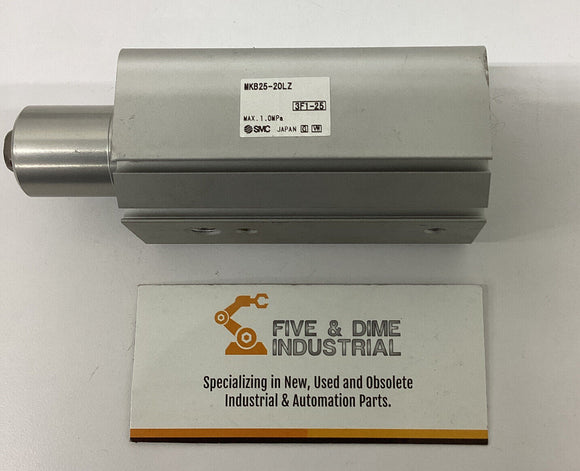 MKB25-20LZ
3F1-25
MAX.1.0MPa
SMC JAPAN
FIVE & DIME
INDUSTRIAL
Specializing in New, Used and Obsolete
Industrial & Automation Parts.